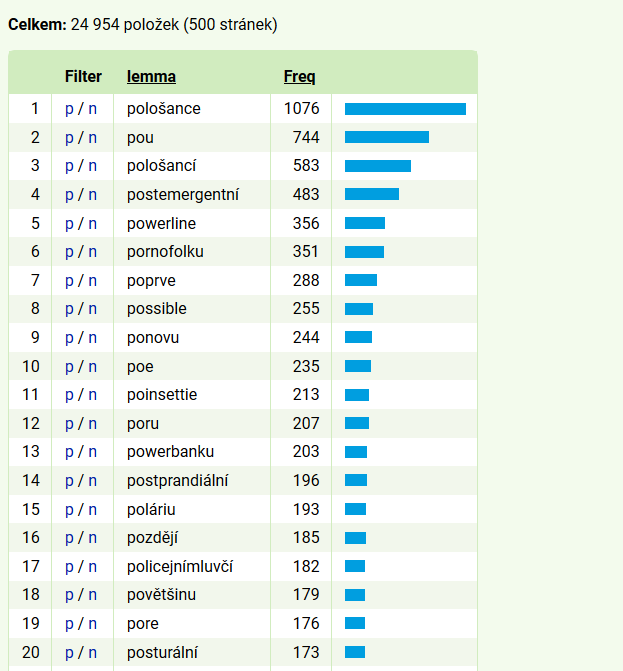 Celkem: 24 954 položek (500 stránek)
Filter lemma Freq
1 p / n pološance 1076
2 p / n pou 744
3 p / n pološancí 583
4 p / n postemergentní 483
5 p / n powerline 356
6 p / n pornofolku 351
7 p / n poprve 288
8 p / n possible 255
9 p / n ponovu 244
10 p / n poe 235
11 p / n poinsettie 213
12 p / n poru 207
13 p / n powerbanku 203
14 p / n postprandiální 196
15 p / n poláriu 193
16 p / n pozdějí 185
17 p / n policejnímluvčí 182
18 p / n povětšinu 179
19 p / n pore 176
20 p / n posturální 173